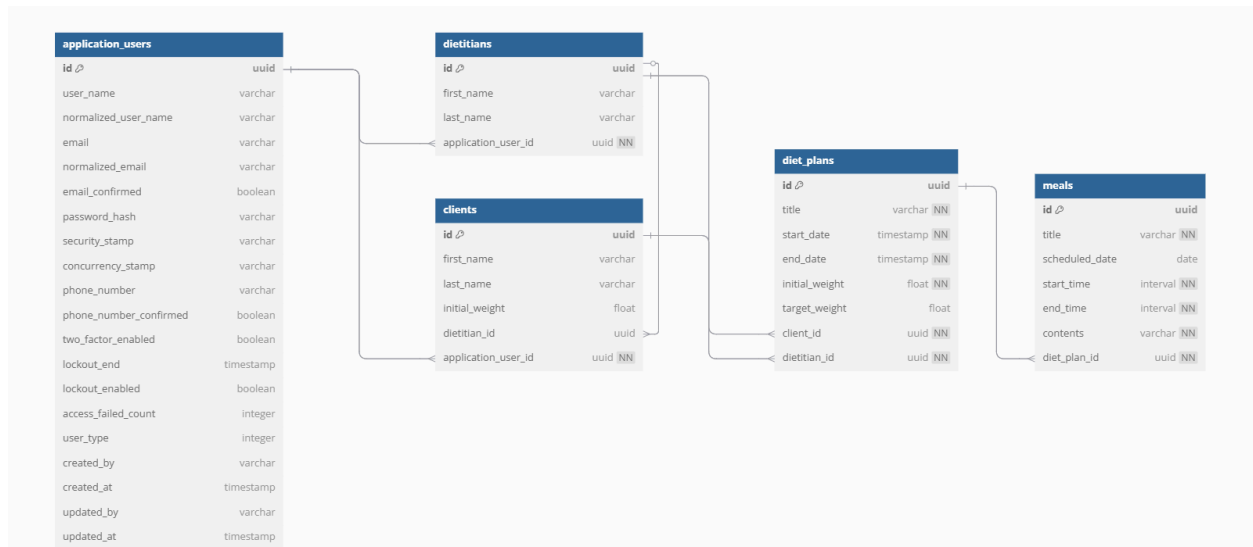 application_users
id uuid
user_name varchar
normalized_user_name varchar
email varchar
normalized_email varchar
email_confirmed boolean
password_hash varchar
security_stamp varchar
concurrency_stamp varchar
phone_number varchar
phone_number_confirmed boolean
two_factor_enabled boolean
lockout_end timestamp
lockout_enabled boolean
access_failed_count integer
user_type integer
created_by varchar
created_at timestamp
updated_by varchar
updated_at timestamp
dietitians
id uuid
first_name varchar
last_name varchar
application_user_id uuid NN
clients
id uuid
first_name varchar
last_name varchar
initial_weight float
dietitian_id uuid
application_user_id uuid NN
diet_plans
id uuid
title varchar NN
start_date timestamp NN
end_date timestamp NN
initial_weight float NN
target_weight float
client_id uuid NN
dietitian_id uuid NN
meals
id uuid
title varchar NN
scheduled_date date
start_time interval NN
end_time interval NN
contents varchar NN
diet_plan_id uuid NN